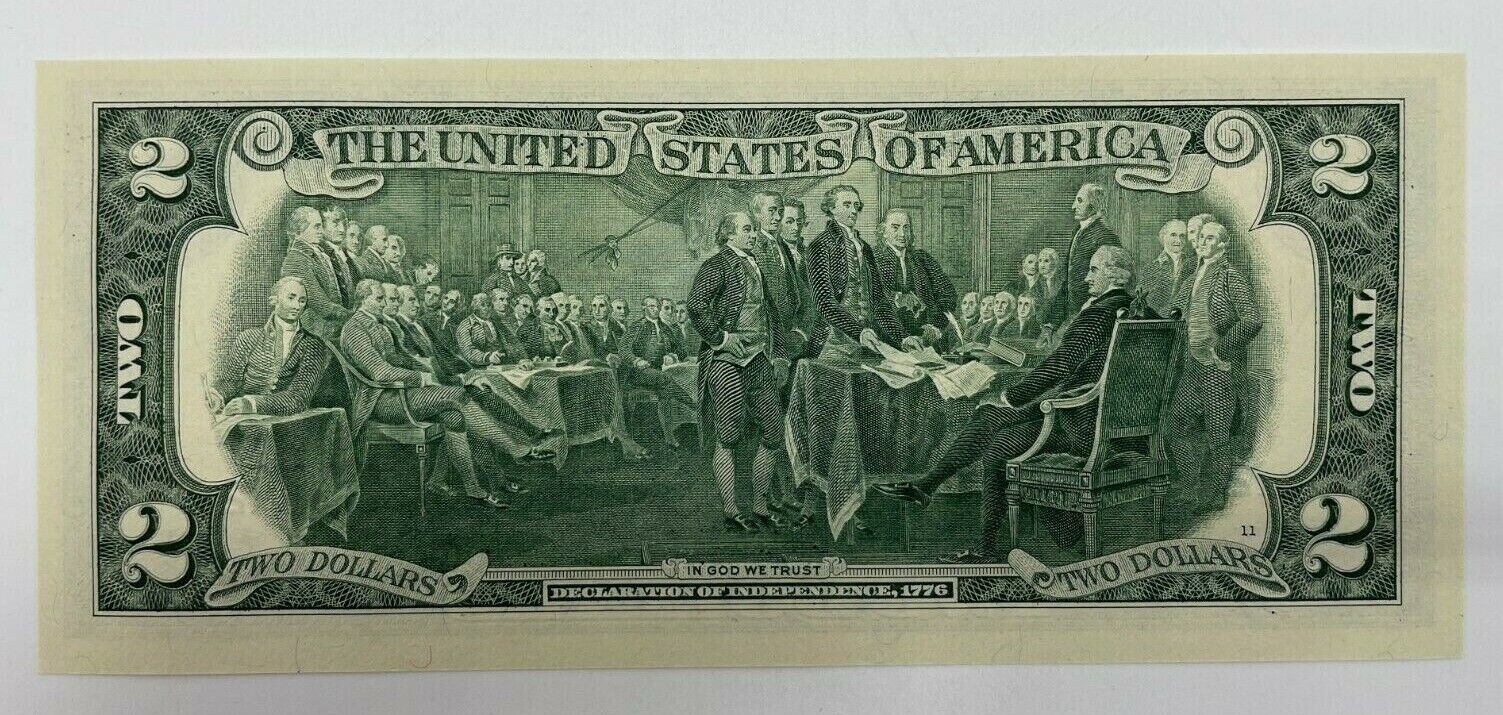 THE UNITED STATES OF AMERICA
2
2
TWO
TWO
2
2
11
TWO DOLLARS
TWO DOLLARS
IN GOD WE TRUST
DECLARATION OF INDEPENDENCE, 1776